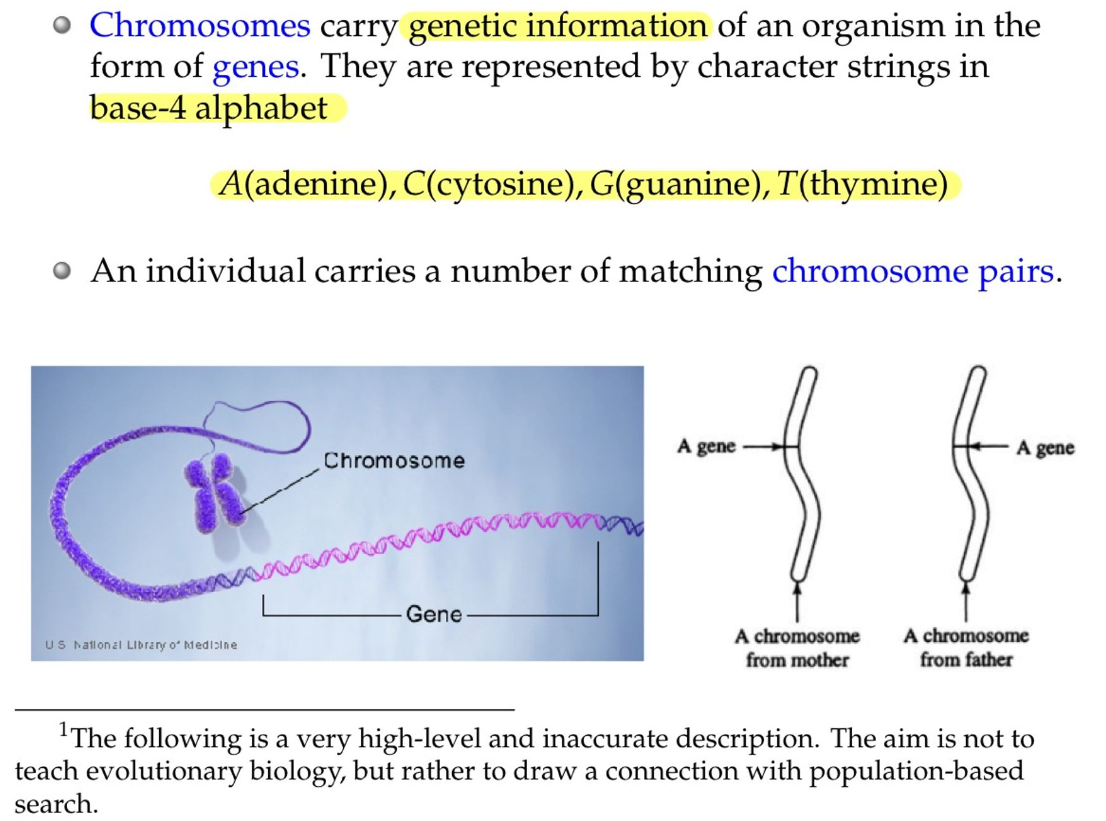 Chromosomes carry genetic information of an organism in the
form of genes. They are represented by character strings in
base-4 alphabet
A(adenine), C(cytosine), G(guanine), T(thymine)
An individual carries a number of matching chromosome pairs.
Chromosome
Gene
U S National Library of Medicine
A gene
A gene
A chromosome
from mother
A chromosome
from father
1The following is a very high-level and inaccurate description. The aim is not to
teach evolutionary biology, but rather to draw a connection with population-based
search.